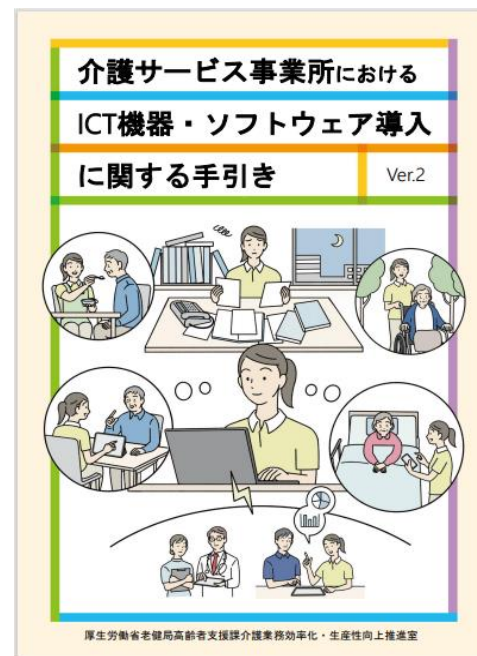 介護サービス事業所における
ICT機器・ソフトウェア導入
に関する手引き
Ver.2
厚生労働省老健局高齢者支援課介護業務効率化・生産性向上推進室